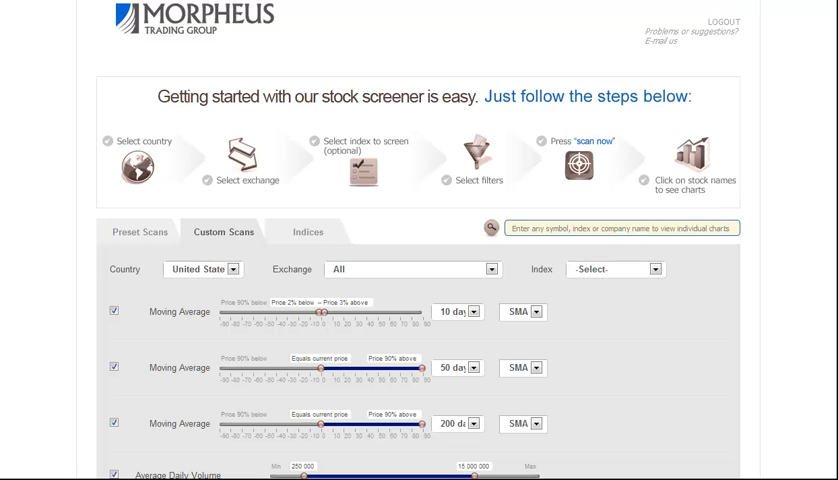 MORPHEUS
TRADING GROUP
LOGOUT
Problems or suggestions?
E-mail us
Getting started with our stock screener is easy. Just follow the steps below:
Select country
Select exchange
Select index to screen
(optional)
Select filters
Press "scan now"
Click on stock names
to see charts
Preset Scans
Custom Scans
Indices
Enter any symbol, index or company name to view individual charts
Country
United State
Exchange
All
Index
-Select-
Price 90% below
Price 2% below – Price 3% above
Moving Average
10 day
SMA
-90 -80 -70 -60 -50 -40 -30 -20 -10 0 10 20 30 40 50 60 70 80 90
Price 90% below
Equals current price
Price 90% above
Moving Average
50 day
SMA
-90 -80 -70 -60 -50 -40 -30 -20 -10 0 10 20 30 40 50 60 70 80 90
Price 90% below
Equals current price
Price 90% above
Moving Average
200 da
SMA
-90 -80 -70 -60 -50 -40 -30 -20 -10 0 10 20 30 40 50 60 70 80 90
Min
250 000
15 000 000
Max
Average Daily Volume